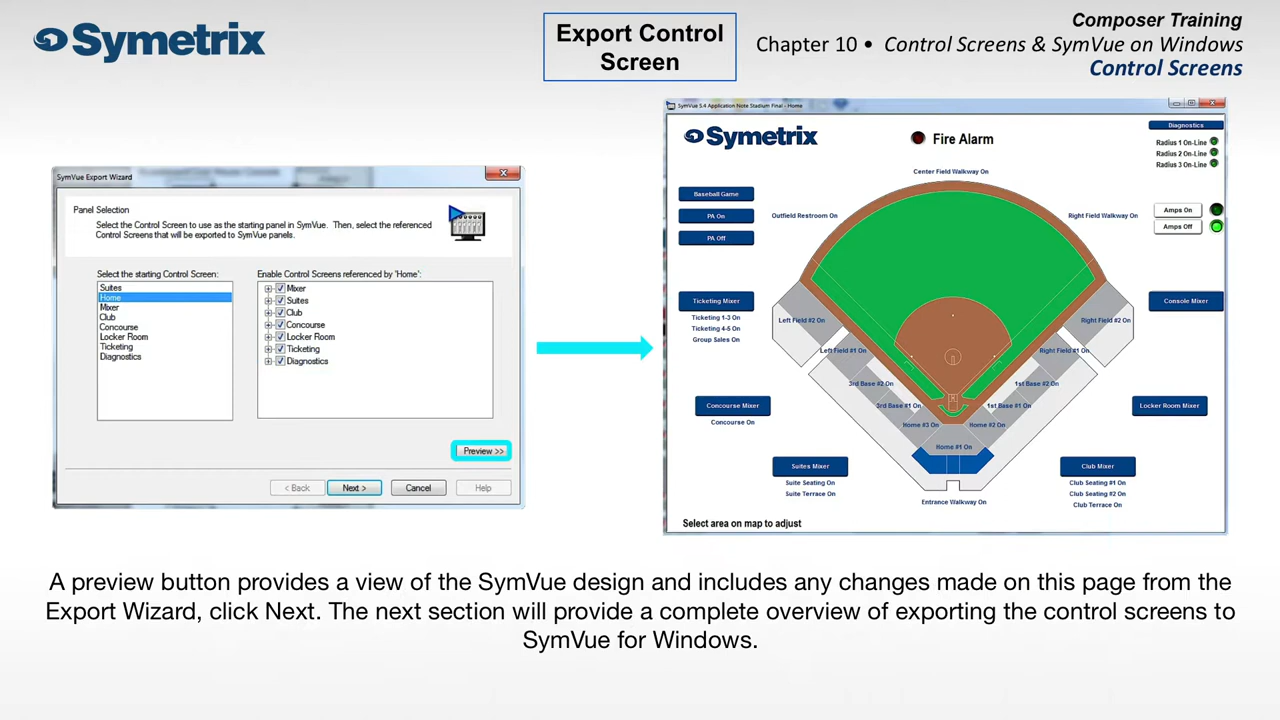 Symetrix
Export Control
Screen
Composer Training
Chapter 10 • Control Screens & SymVue on Windows
Control Screens
SymVue Export Wizard
Panel Selection
Select the Control Screen to use as the starting panel in SymVue. Then, select the referenced
Control Screens that will be exported to SymVue panels.
Select the starting Control Screen:
Suites
Home
Mixer
Club
Concourse
Locker Room
Ticketing
Diagnostics
Enable Control Screens referenced by 'Home':
Mixer
Suites
Club
Concourse
Locker Room
Ticketing
Diagnostics
Preview >>
< Back
Next >
Cancel
Help
SymVue 5.4 Application Note Stadium Final - Home
Symetrix
Fire Alarm
Diagnostics
Radius 1 On-Line
Radius 2 On-Line
Radius 3 On-Line
Center Field Walkway On
Baseball Game
PA On
PA Off
Outfield Restroom On
Right Field Walkway On
Amps On
Amps Off
Ticketing Mixer
Ticketing 1-3 On
Ticketing 4-5 On
Group Sales On
Console Mixer
Left Field #2 On
Right Field #2 On
Left Field #1 On
Right Field #1 On
3rd Base #2 On
1st Base #2 On
3rd Base #1 On
1st Base #1 On
Home #3 On
Home #2 On
Home #1 On
Concourse Mixer
Concourse On
Locker Room Mixer
Suites Mixer
Suite Seating On
Suite Terrace On
Club Mixer
Club Seating #1 On
Club Seating #2 On
Club Terrace On
Entrance Walkway On
Select area on map to adjust
A preview button provides a view of the SymVue design and includes any changes made on this page from the
Export Wizard, click Next. The next section will provide a complete overview of exporting the control screens to
SymVue for Windows.